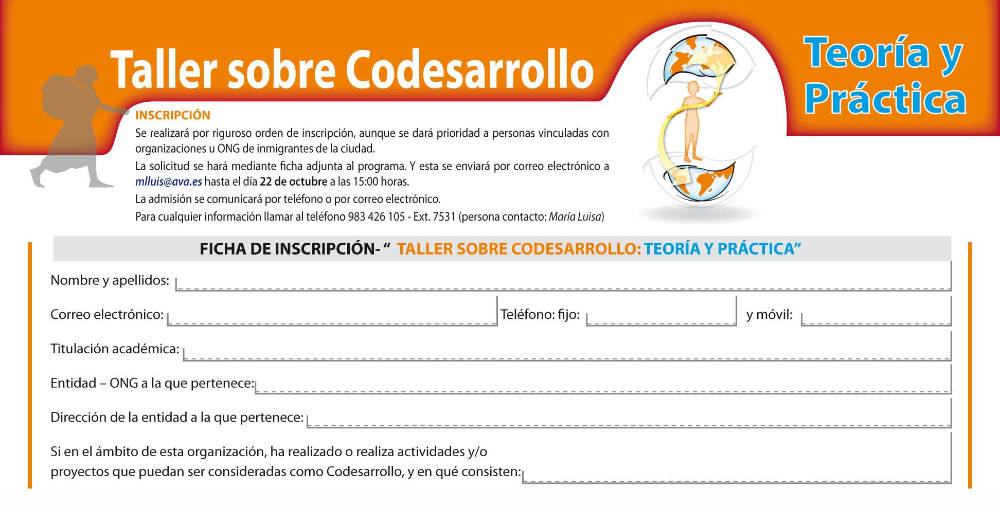 Taller sobre Codesarrollo
Teoría y
Práctica
INSCRIPCIÓN
Se realizará por riguroso orden de inscripción, aunque se dará prioridad a personas vinculadas con
organizaciones u ONG de inmigrantes de la ciudad.
La solicitud se hará mediante ficha adjunta al programa. Y esta se enviará por correo electrónico a
mlluis@ava.es hasta el día 22 de octubre a las 15:00 horas.
La admisión se comunicará por teléfono o por correo electrónico.
Para cualquier información llamar al teléfono 983 426 105 - Ext. 7531 (persona contacto: María Luisa)
FICHA DE INSCRIPCIÓN- “ TALLER SOBRE CODESARROLLO: TEORÍA Y PRÁCTICA”
Nombre y apellidos:
Correo electrónico: Teléfono: fijo: y móvil:
Titulación académica:
Entidad – ONG a la que pertenece:
Dirección de la entidad a la que pertenece:
Si en el ámbito de esta organización, ha realizado o realiza actividades y/o
proyectos que puedan ser consideradas como Codesarrollo, y en qué consisten: